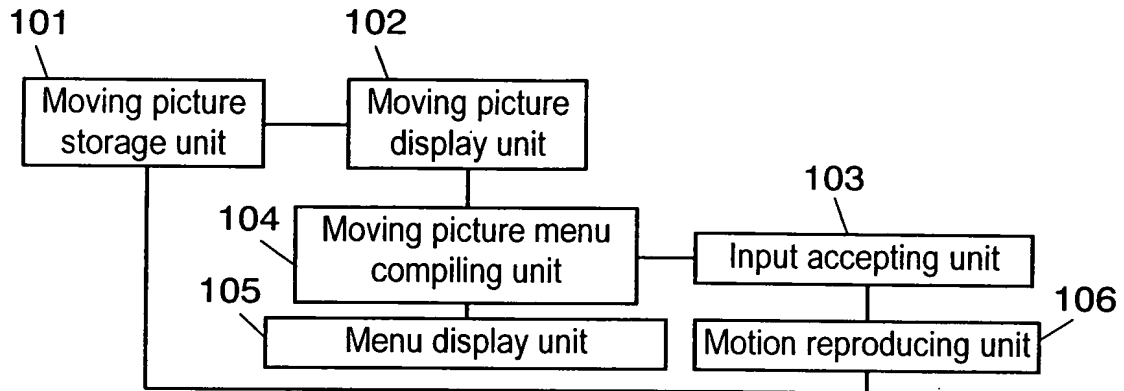 101
102
Moving picture
storage unit
Moving picture
display unit
103
104
Moving picture menu
compiling unit
Input accepting unit
105
106
Menu display unit
Motion reproducing unit